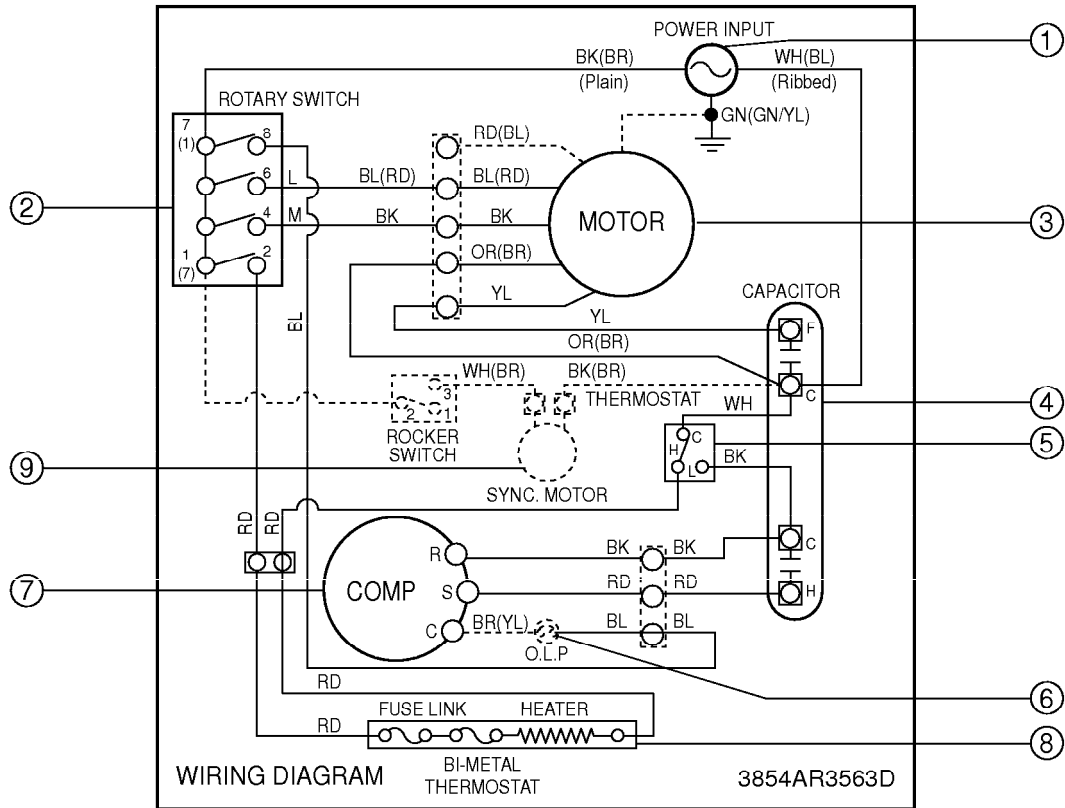 POWER INPUT
1
BK(BR)
WH(BL)
(Plain)
(Ribbed)
ROTARY SWITCH
GN(GN/YL)
7
8
(1)
RD(BL)
6
L
BL(RD)
BL(RD)
2
4
M
BK
BK
MOTOR
3
1
2
(7)
OR(BR)
CAPACITOR
YL
BL
YL
F
OR(BR)
WH(BR)
BK(BR)
3
THERMOSTAT
C
2
1
WH
4
ROCKER
SWITCH
H
C
5
L
BK
9
SYNC. MOTOR
RD
RD
R
BK
BK
C
7
COMP
S
RD
RD
H
C
BR(YL)
BL
BL
O.L.P
RD
6
FUSE LINK
HEATER
RD
8
BI-METAL
THERMOSTAT
WIRING DIAGRAM
3854AR3563D